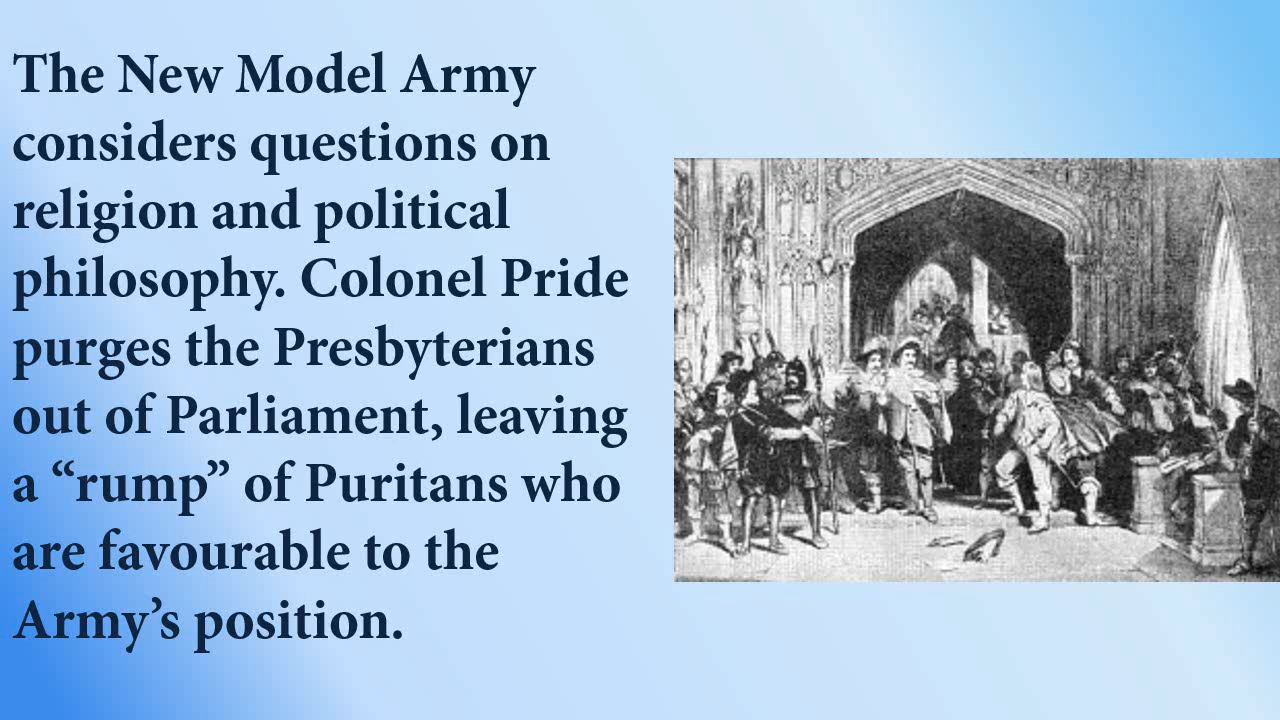 The New Model Army
considers questions on
religion and political
philosophy. Colonel Pride
purges the Presbyterians
out of Parliament, leaving
a “rump” of Puritans who
are favourable to the
Army’s position.